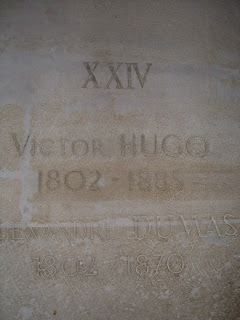 XXIV
VICTOR HUGO
1802 - 1885
LEXANDRE DUMAS
1802 1870